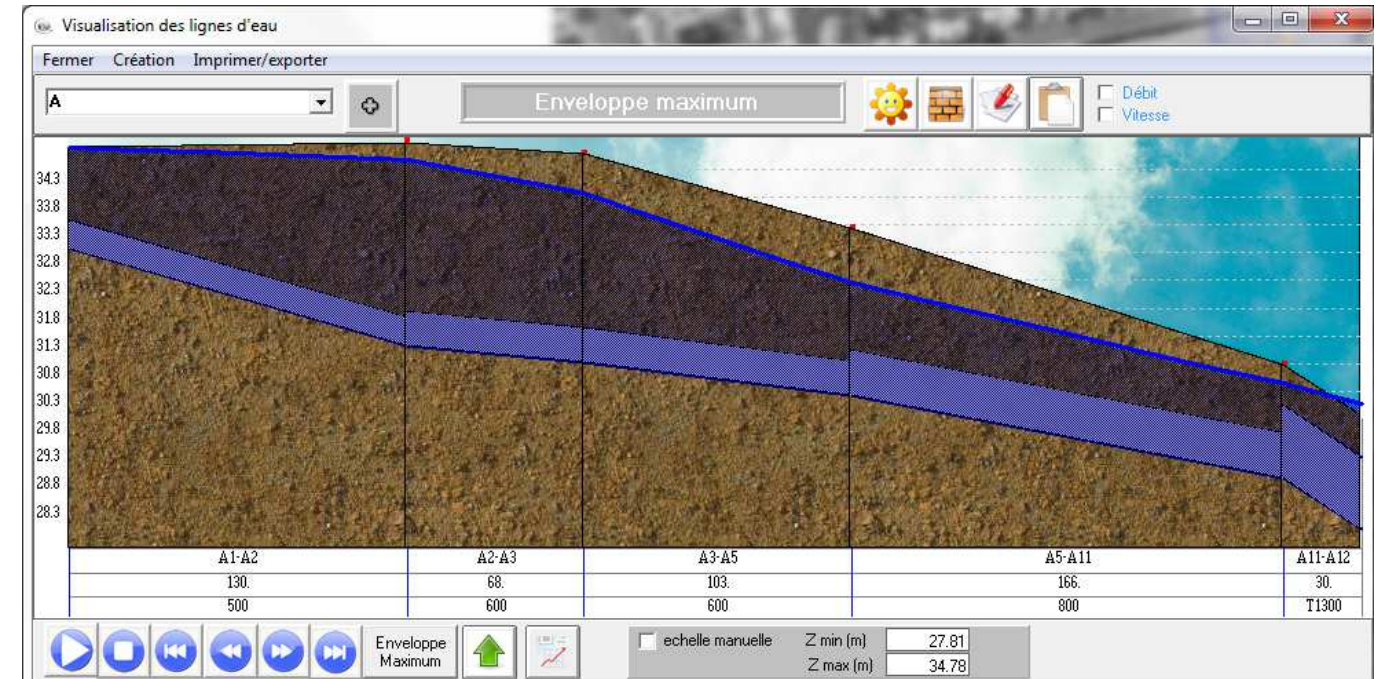 Visualisation des lignes d'eau
Fermer Création Imprimer/exporter
A
Enveloppe maximum
Débit
Vitesse
34.3
33.8
33.3
32.8
32.3
31.8
31.3
30.8
30.3
29.8
29.3
28.8
28.3
A1-A2 A2-A3 A3-A5 A5-A11 A11-A12
130. 68. 103. 166. 30.
500 600 600 800 T1300
Enveloppe
Maximum
echelle manuelle Z min (m) 27.81
Z max (m) 34.78